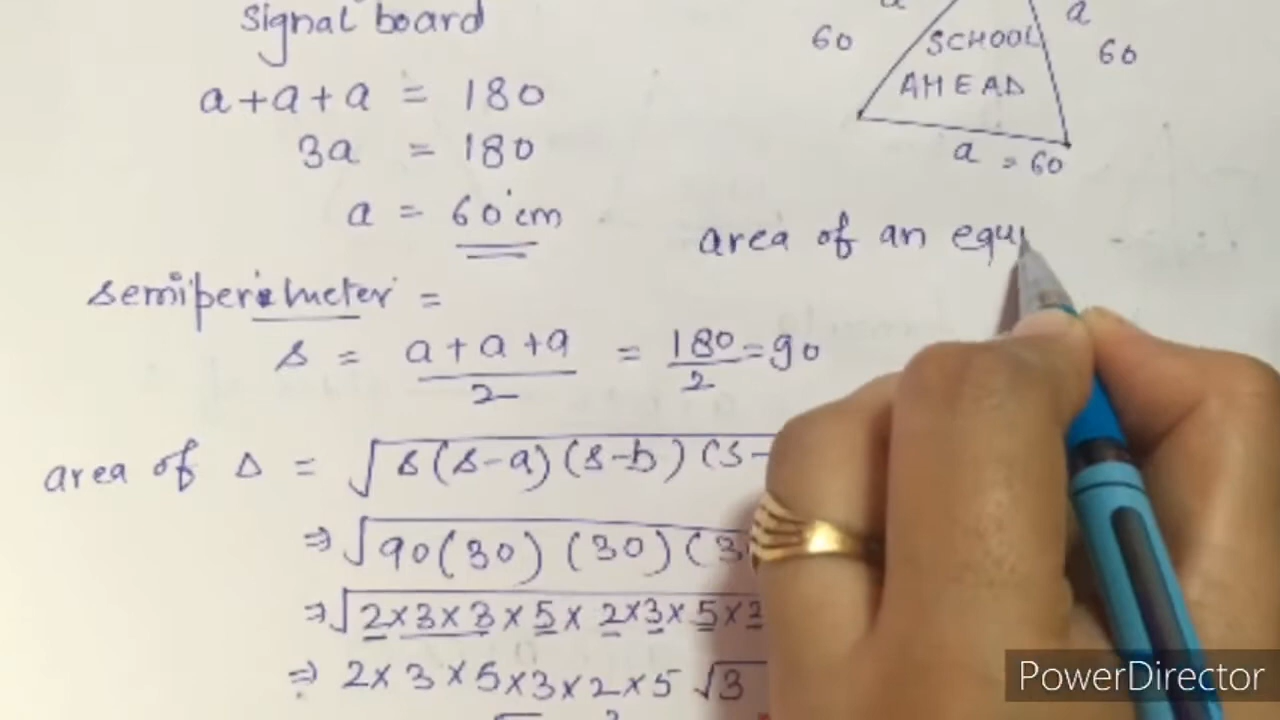 signal board
a+a+a = 180
3a = 180
a = 60 cm
a
60
SCHOOL
AHEAD
a
60
a = 60
area of an equ
semiperimeter =
s = a+a+a/2 = 180/2 = 90
area of Δ = √s(s-a)(s-b)(s-
⇒ √90(30)(30)(3
⇒ √2×3×3×5×2×3×5×3
⇒ 2×3×5×3×2×5 √3
PowerDirector